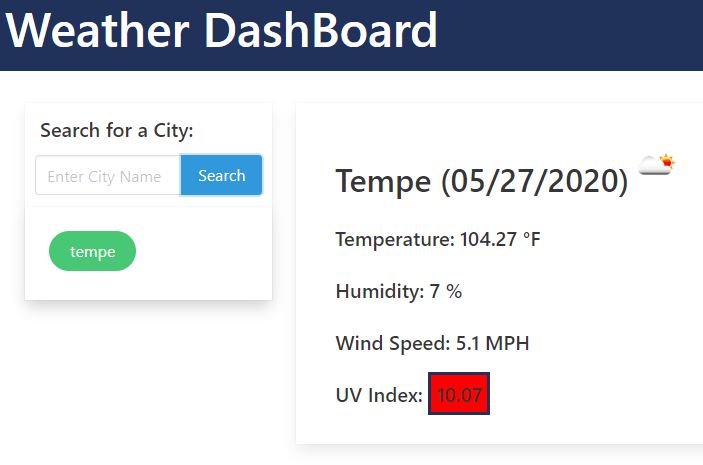 Weather DashBoard
Search for a City:
Enter City Name
Search
tempe
Tempe (05/27/2020)
Temperature: 104.27 °F
Humidity: 7 %
Wind Speed: 5.1 MPH
UV Index: 10.07